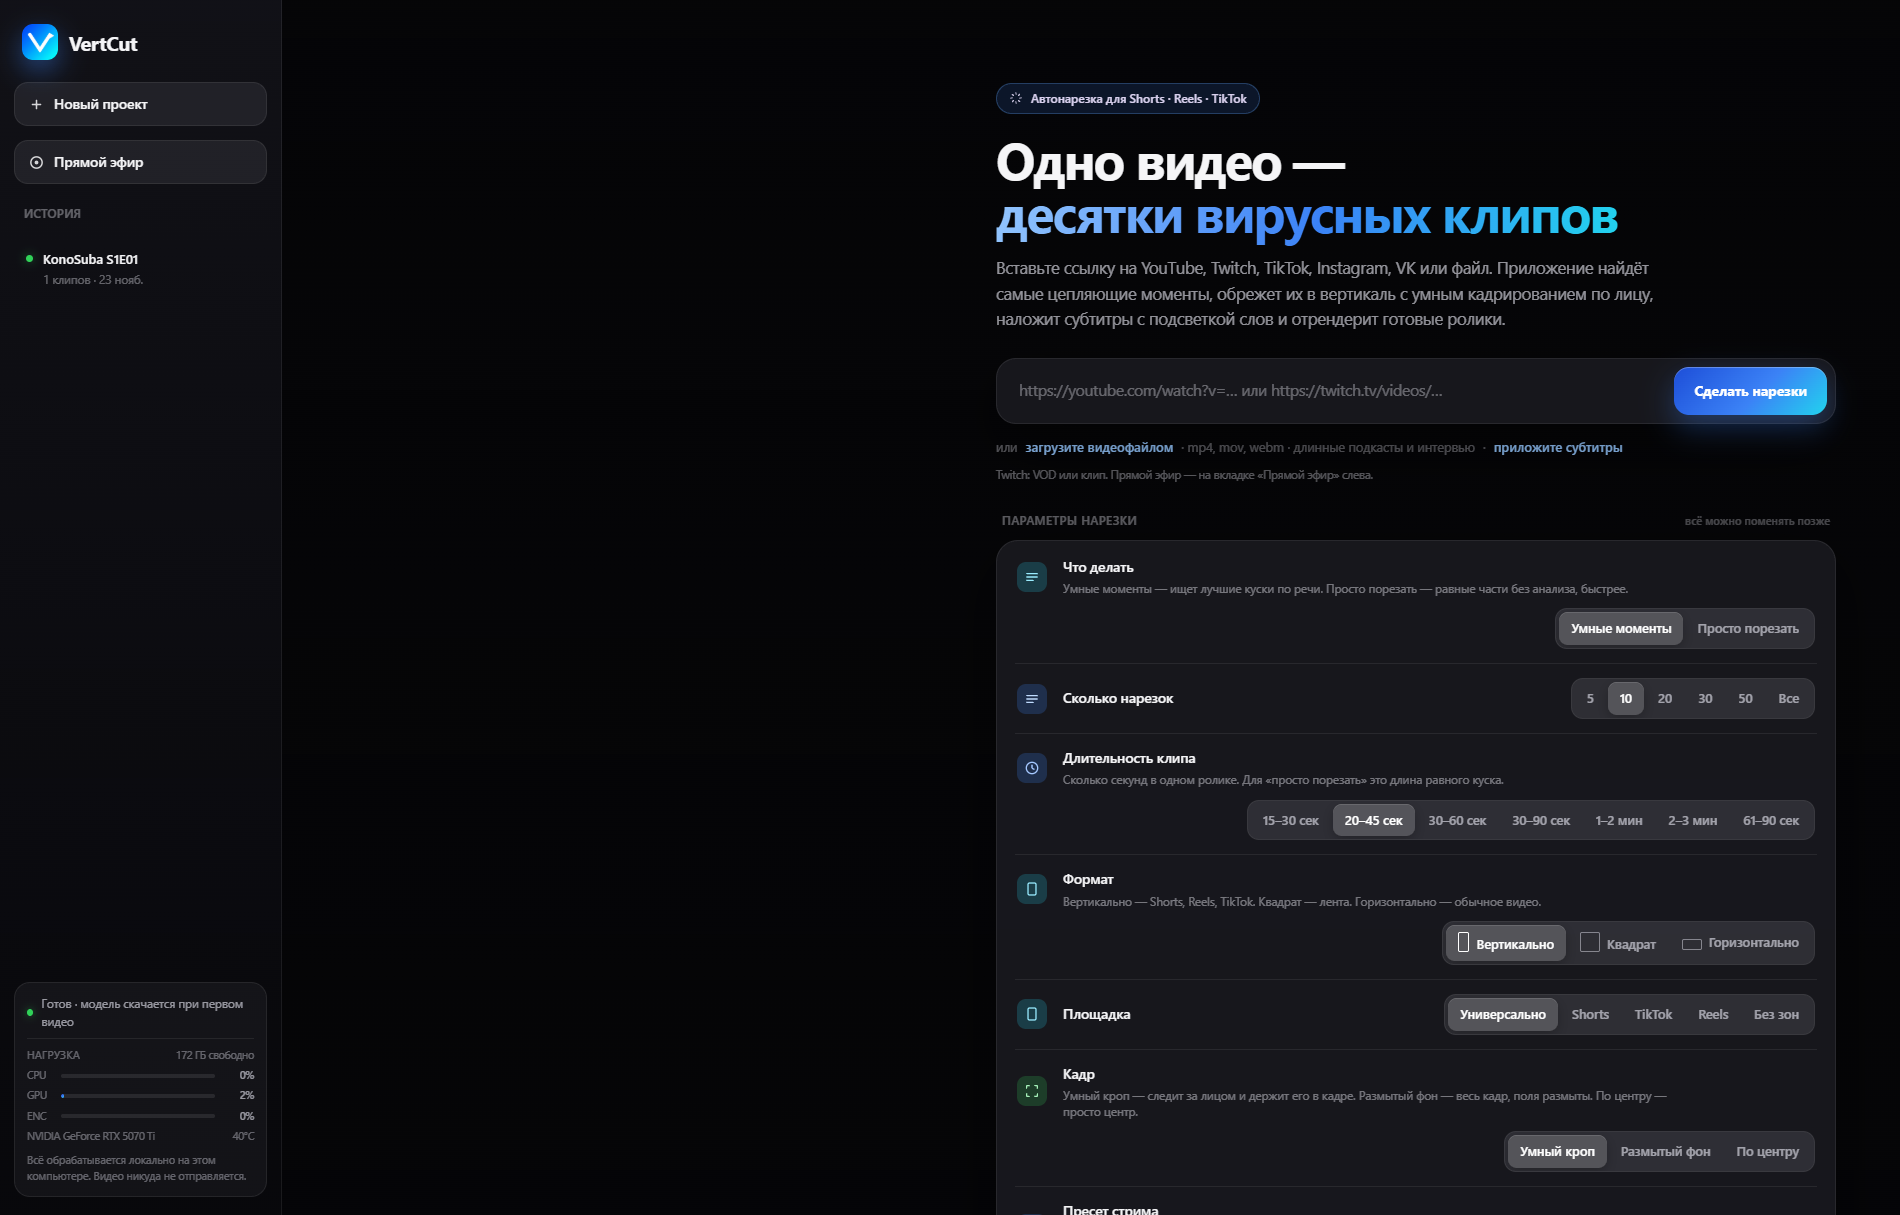 VertCut
Новый проект
Прямой эфир
ИСТОРИЯ
KonoSuba S1E01
1 клипов · 23 нояб.
Готов · модель скачается при первом
видео
НАГРУЗКА 172 ГБ свободно
CPU 0%
GPU 2%
ENC 0%
NVIDIA GeForce RTX 5070 Ti 40°C
Всё обрабатывается локально на этом
компьютере. Видео никуда не отправляется.
Автонарезка для Shorts · Reels · TikTok
Одно видео —
десятки вирусных клипов
Вставьте ссылку на YouTube, Twitch, TikTok, Instagram, VK или файл. Приложение найдёт
самые цепляющие моменты, обрежет их в вертикаль с умным кадрированием по лицу,
наложит субтитры с подсветкой слов и отрендерит готовые ролики.
https://youtube.com/watch?v=... или https://twitch.tv/videos/... Сделать нарезки
или загрузите видеофайлом · mp4, mov, webm · длинные подкасты и интервью · приложите субтитры
Twitch: VOD или клип. Прямой эфир — на вкладке «Прямой эфир» слева.
ПАРАМЕТРЫ НАРЕЗКИ всё можно поменять позже
Что делать
Умные моменты — ищет лучшие куски по речи. Просто порезать — равные части без анализа, быстрее.
Умные моменты Просто порезать
Сколько нарезок 5 10 20 30 50 Все
Длительность клипа
Сколько секунд в одном ролике. Для «просто порезать» это длина равного куска.
15–30 сек 20–45 сек 30–60 сек 30–90 сек 1–2 мин 2–3 мин 61–90 сек
Формат
Вертикально — Shorts, Reels, TikTok. Квадрат — лента. Горизонтально — обычное видео.
Вертикально Квадрат Горизонтально
Площадка Универсально Shorts TikTok Reels Без зон
Кадр
Умный кроп — следит за лицом и держит его в кадре. Размытый фон — весь кадр, поля размыты. По центру —
просто центр.
Умный кроп Размытый фон По центру
Пресет стрима